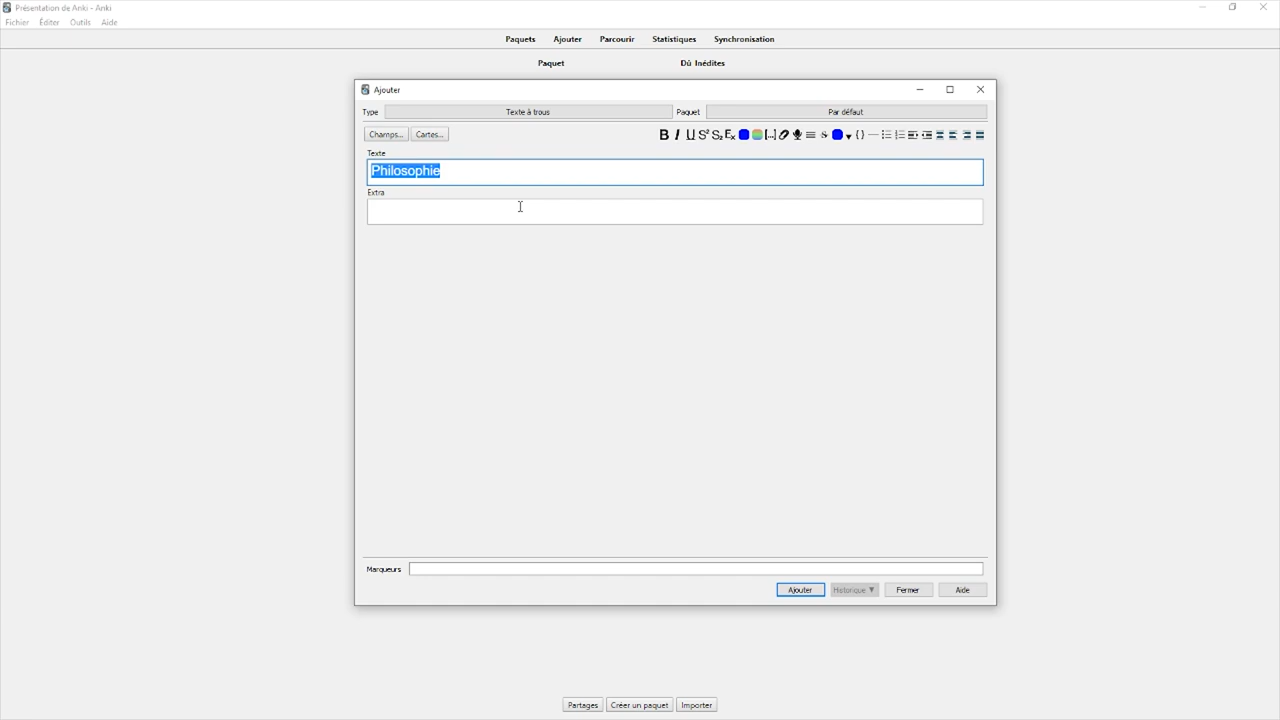 Présentation de Anki - Anki
Fichier Éditer Outils Aide
Paquets Ajouter Parcourir Statistiques Synchronisation
Paquet Dû Inédites
Ajouter
Type Texte à trous Paquet Par défaut
Champs... Cartes...
Texte
Philosophie
Extra
Marqueurs
Ajouter Historique ▼ Fermer Aide
Partages Créer un paquet Importer